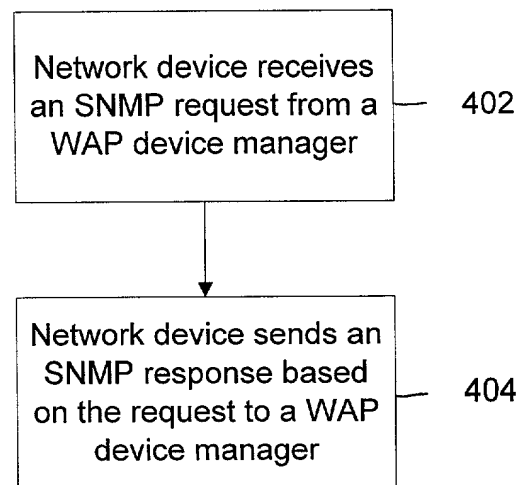 Network device receives
an SNMP request from a
WAP device manager
402
Network device sends an
SNMP response based
on the request to a WAP
device manager
404